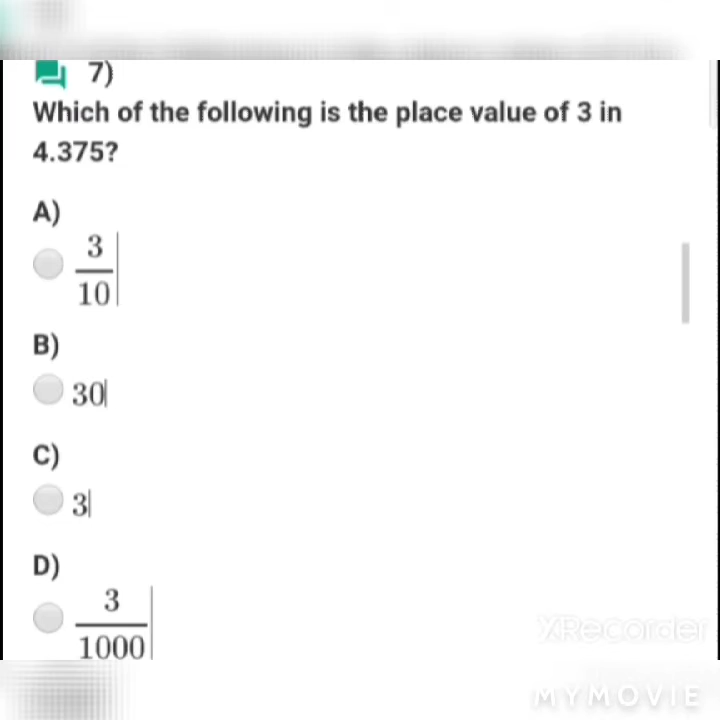 7)
Which of the following is the place value of 3 in
4.375?
A)
3
10
B)
30
C)
3
D)
3
1000
XRecorder
MYMOVIE